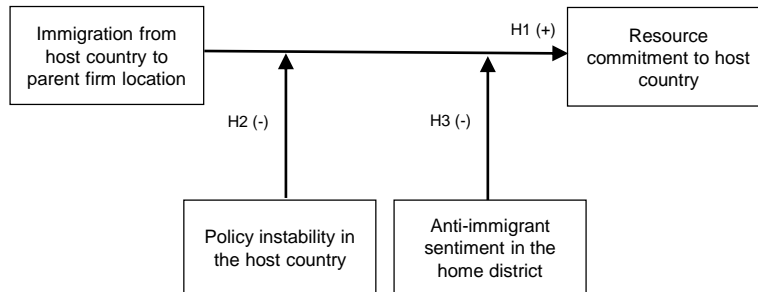 Immigration from
host country to
parent firm location
H1 (+)
Resource
commitment to host
country
H2 (-)
H3 (-)
Policy instability in
the host country
Anti-immigrant
sentiment in the
home district